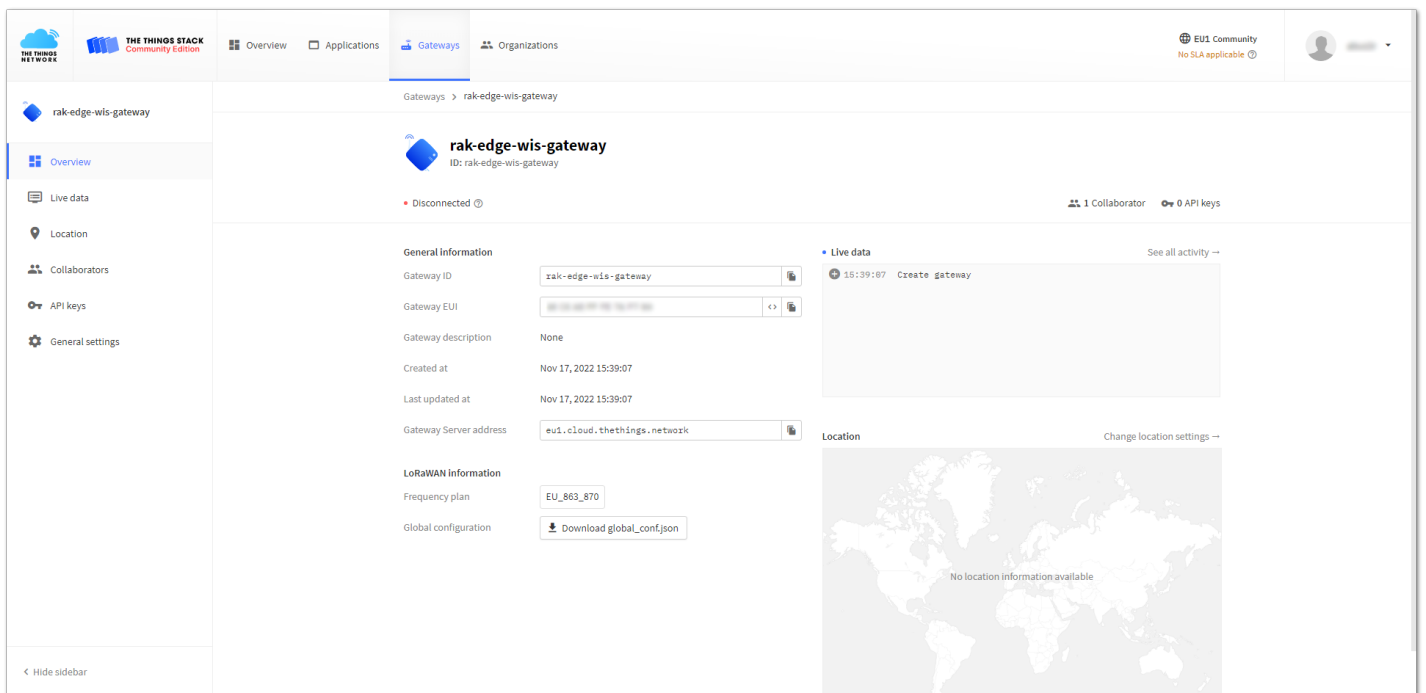 THE THINGS
NETWORK
THE THINGS STACK
Community Edition
Overview
Applications
Gateways
Organizations
EU1 Community
No SLA applicable
rak-edge-wis-gateway
Overview
Live data
Location
Collaborators
API keys
General settings
Hide sidebar
Gateways > rak-edge-wis-gateway
rak-edge-wis-gateway
ID: rak-edge-wis-gateway
Disconnected
1 Collaborator
0 API keys
General information
Gateway ID rak-edge-wis-gateway
Gateway EUI
Gateway description None
Created at Nov 17, 2022 15:39:07
Last updated at Nov 17, 2022 15:39:07
Gateway Server address eu1.cloud.thethings.network
LoRaWAN information
Frequency plan EU_863_870
Global configuration Download global_conf.json
Live data See all activity →
15:39:07 Create gateway
Location Change location settings →
No location information available